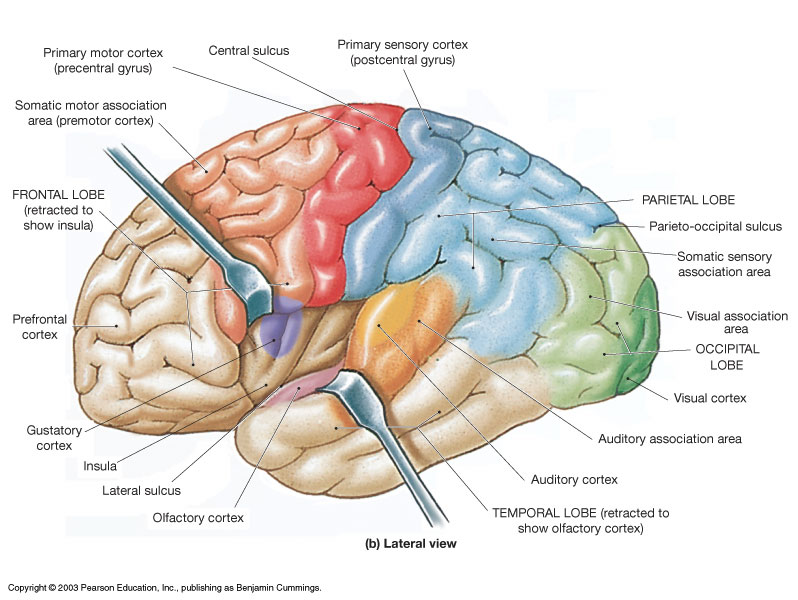 Primary motor cortex
(precentral gyrus)
Central sulcus
Primary sensory cortex
(postcentral gyrus)
Somatic motor association
area (premotor cortex)
FRONTAL LOBE
(retracted to
show insula)
PARIETAL LOBE
Parieto-occipital sulcus
Somatic sensory
association area
Prefrontal
cortex
Visual association
area
OCCIPITAL
LOBE
Visual cortex
Gustatory
cortex
Auditory association area
Insula
Auditory cortex
Lateral sulcus
Olfactory cortex
TEMPORAL LOBE (retracted to
show olfactory cortex)
(b) Lateral view
Copyright © 2003 Pearson Education, Inc., publishing as Benjamin Cummings.